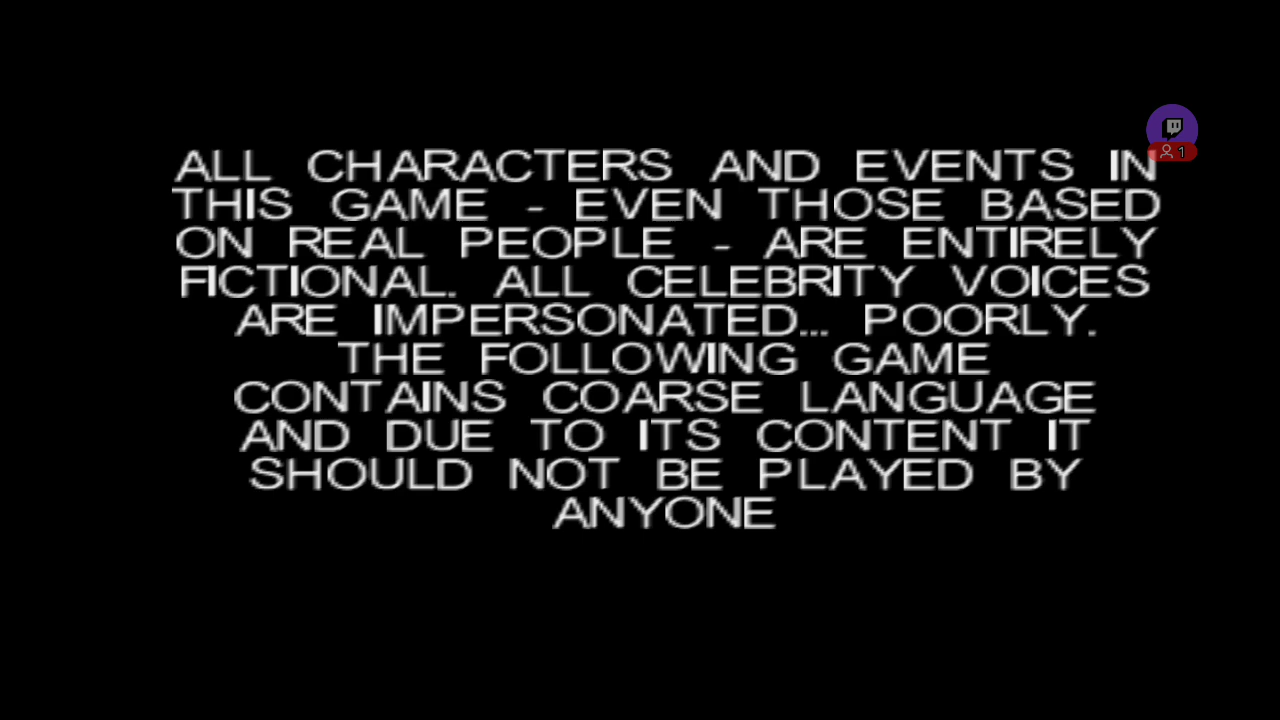 ALL CHARACTERS AND EVENTS IN
THIS GAME - EVEN THOSE BASED
ON REAL PEOPLE - ARE ENTIRELY
FICTIONAL. ALL CELEBRITY VOICES
ARE IMPERSONATED... POORLY.
THE FOLLOWING GAME
CONTAINS COARSE LANGUAGE
AND DUE TO ITS CONTENT IT
SHOULD NOT BE PLAYED BY
ANYONE
1